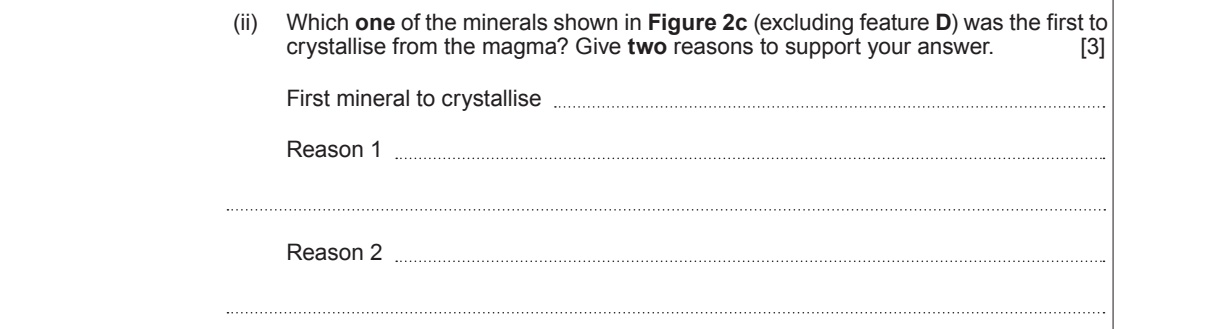 (ii) Which one of the minerals shown in Figure 2c (excluding feature D) was the first to
crystallise from the magma? Give two reasons to support your answer. [3]
First mineral to crystallise
Reason 1
Reason 2